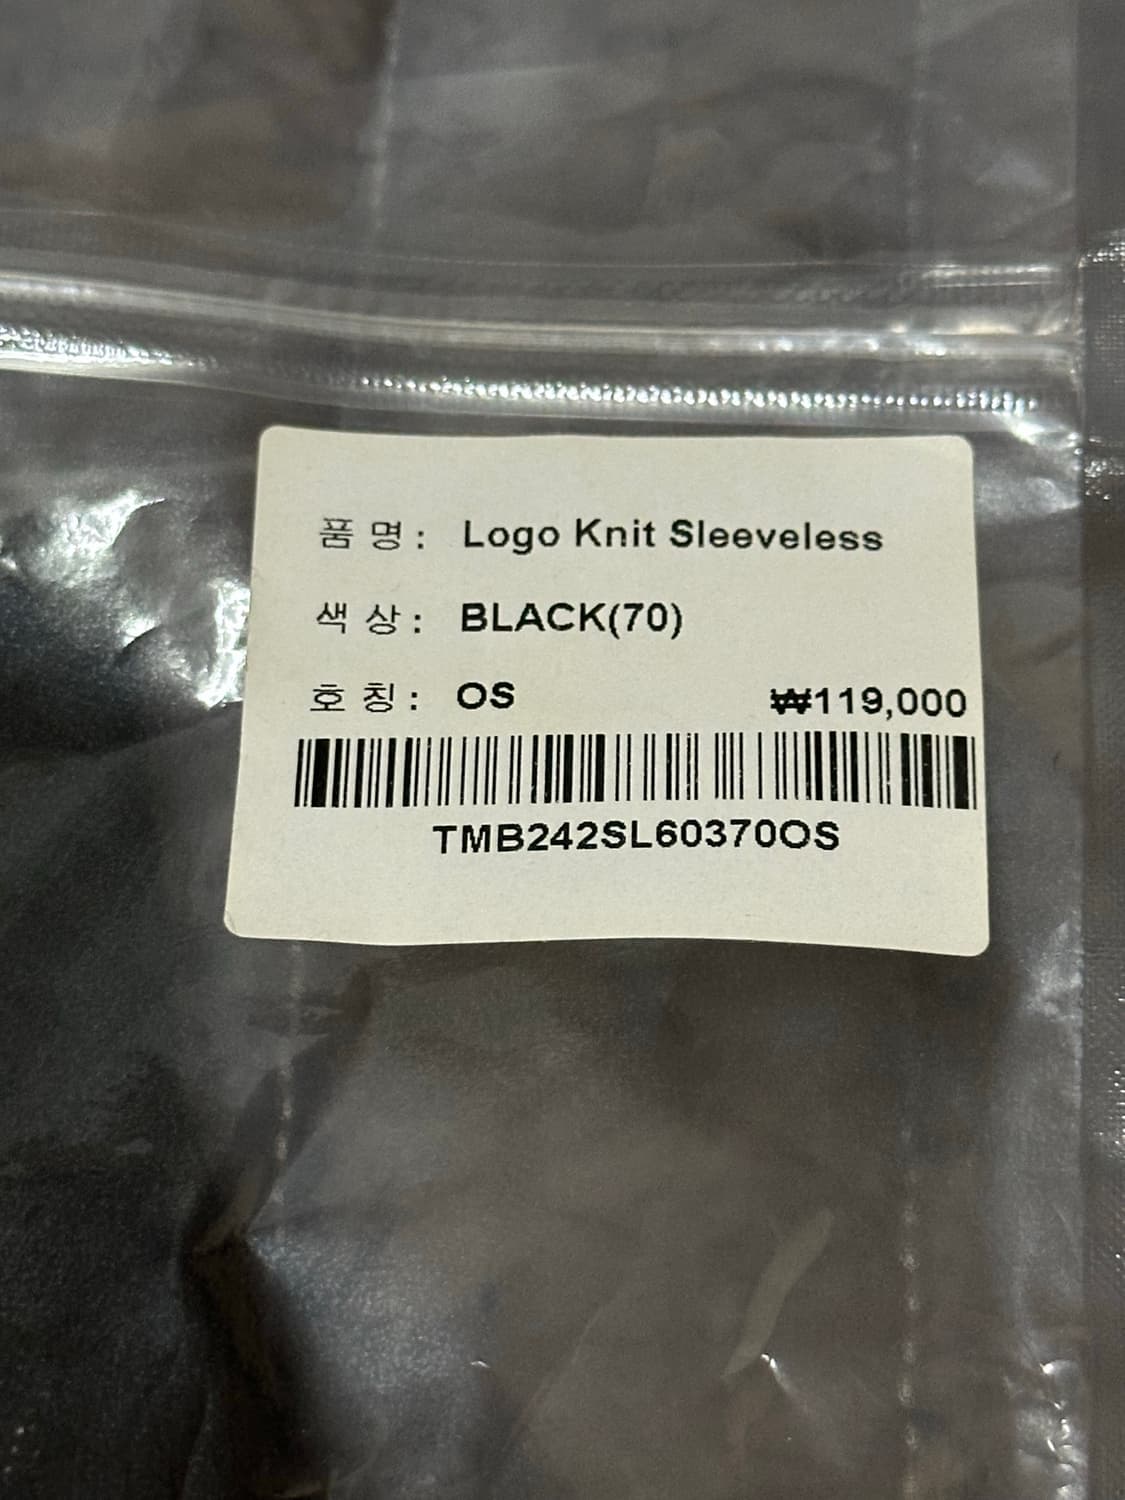 품 명 : Logo Knit Sleeveless
색 상 : BLACK(70)
호 칭 : OS ₩119,000
TMB242SL60370OS